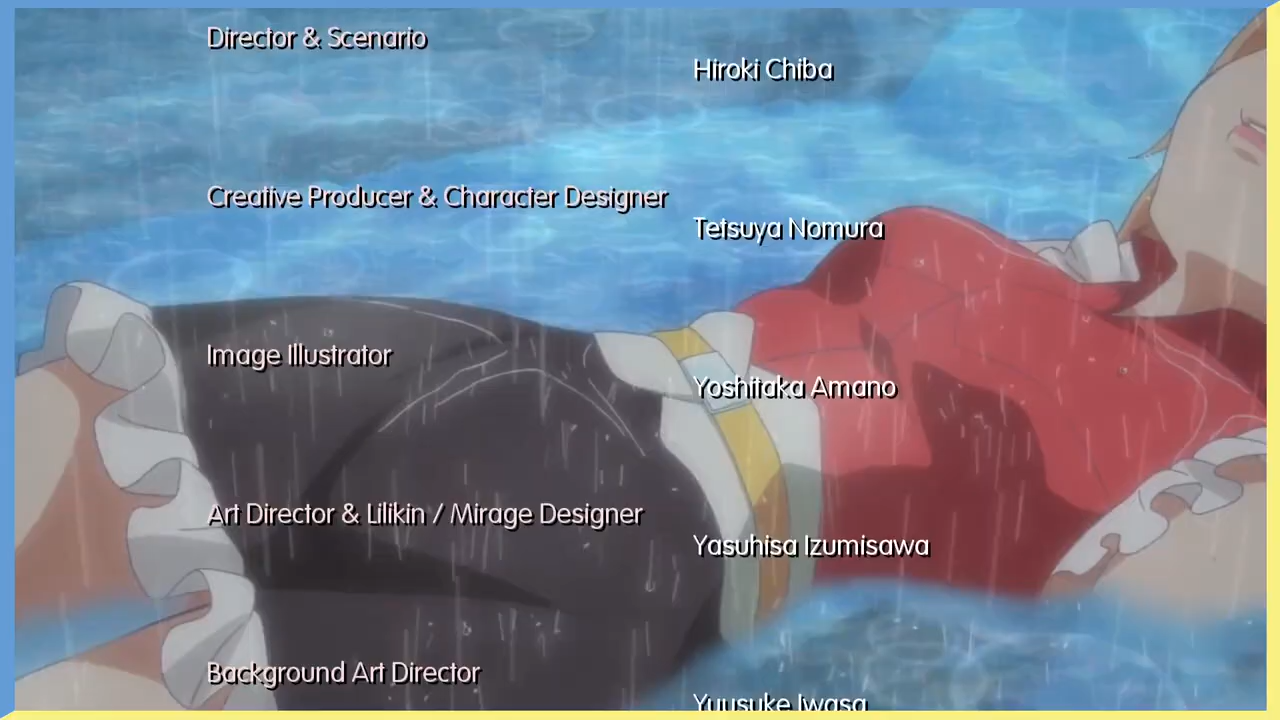 Director & Scenario
Hiroki Chiba
Creative Producer & Character Designer
Tetsuya Nomura
Image Illustrator
Yoshitaka Amano
Art Director & Lilikin / Mirage Designer
Yasuhisa Izumisawa
Background Art Director
Yuusuke Iwasa